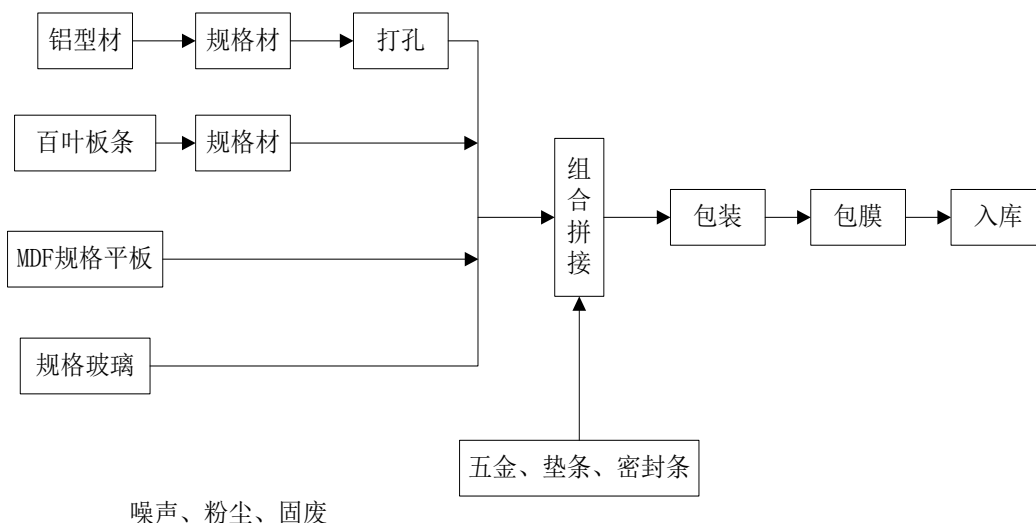 铝型材
规格材
打孔
百叶板条
规格材
组合拼接
包装
包膜
入库
MDF规格平板
规格玻璃
五金、垫条、密封条
噪声、粉尘、固废